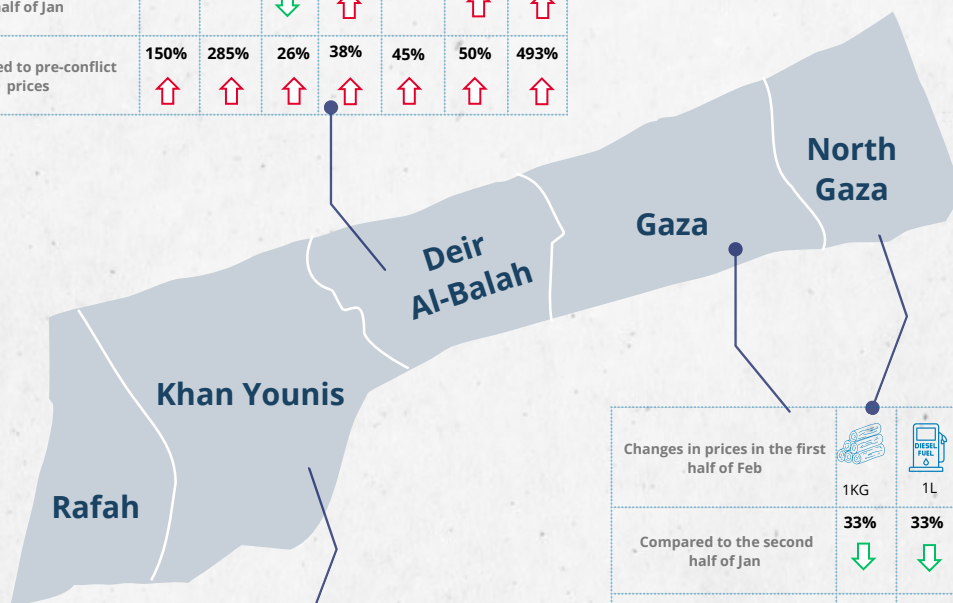 half of Jan
150% 285% 26% 38% 45% 50% 493%
to pre-conflict
prices
North
Gaza
Gaza
Deir
Al-Balah
Khan Younis
Rafah
Changes in prices in the first
half of Feb
DIESEL
FUEL
1KG 1L
33% 33%
Compared to the second
half of Jan